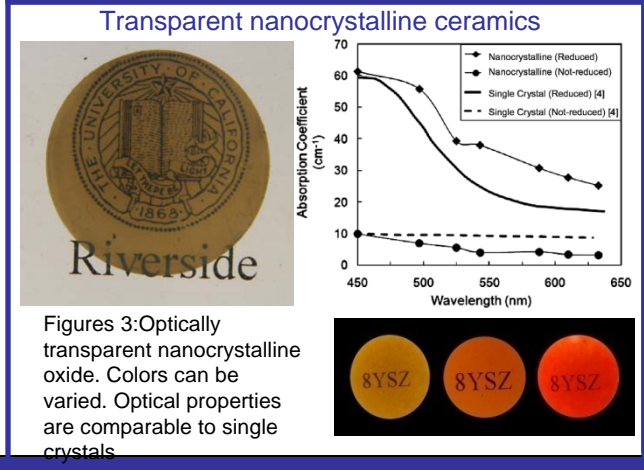 Transparent nanocrystalline ceramics
THE UNIVERSITY OF CALIFORNIA
LET THERE BE
LIGHT
·1868·
Riverside
Absorption Coefficient
(cm⁻¹)
70
60
50
40
30
20
10
0
Nanocrystalline (Reduced)
Nanocrystalline (Not-reduced)
Single Crystal (Reduced) [4]
Single Crystal (Not-reduced) [4]
450 500 550 600 650
Wavelength (nm)
Figures 3:Optically
transparent nanocrystalline
oxide. Colors can be
varied. Optical properties
are comparable to single
crystals
8YSZ 8YSZ 8YSZ